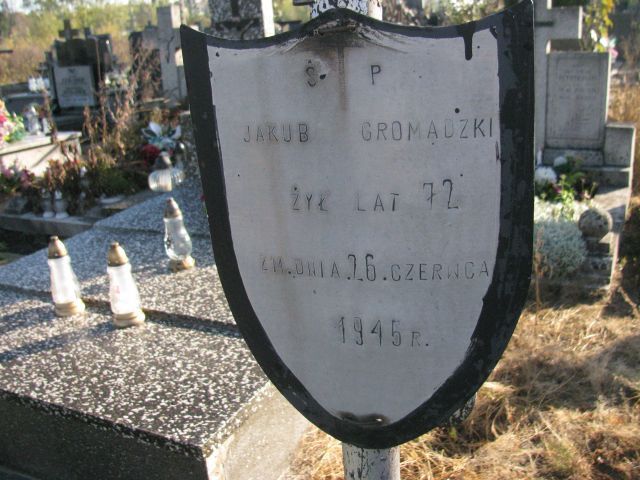 Ś P
JAKUB GROMADZKI
ŻYŁ LAT 72
ZM. DNIA 26. CZERWCA
1945 R.